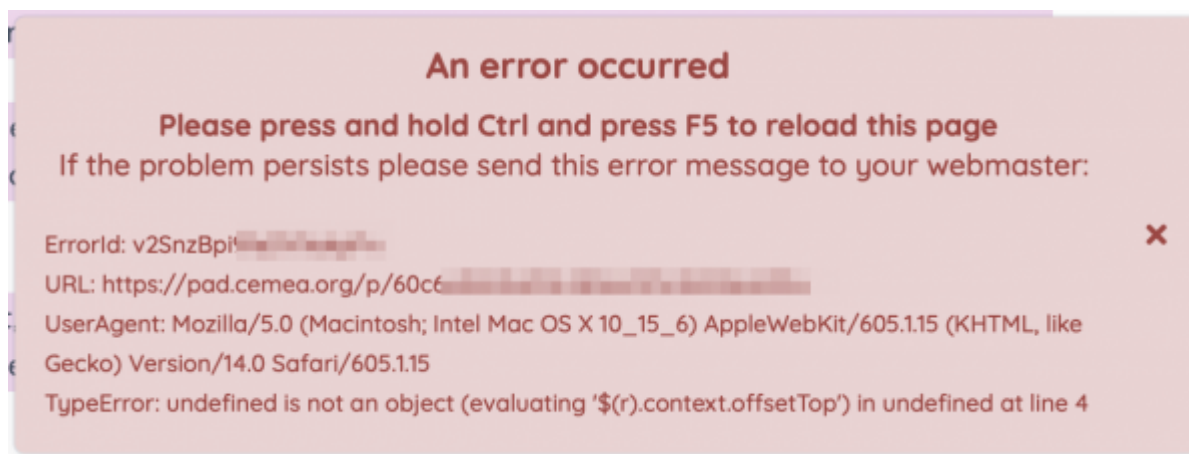 An error occurred
Please press and hold Ctrl and press F5 to reload this page
If the problem persists please send this error message to your webmaster:
ErrorId: v2SnzBpi
URL: https://pad.cemea.org/p/60c6
UserAgent: Mozilla/5.0 (Macintosh; Intel Mac OS X 10_15_6) AppleWebKit/605.1.15 (KHTML, like
Gecko) Version/14.0 Safari/605.1.15
TypeError: undefined is not an object (evaluating '$(r).context.offsetTop') in undefined at line 4